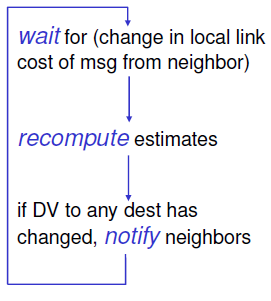 wait for (change in local link
cost of msg from neighbor)
recompute estimates
if DV to any dest has
changed, notify neighbors